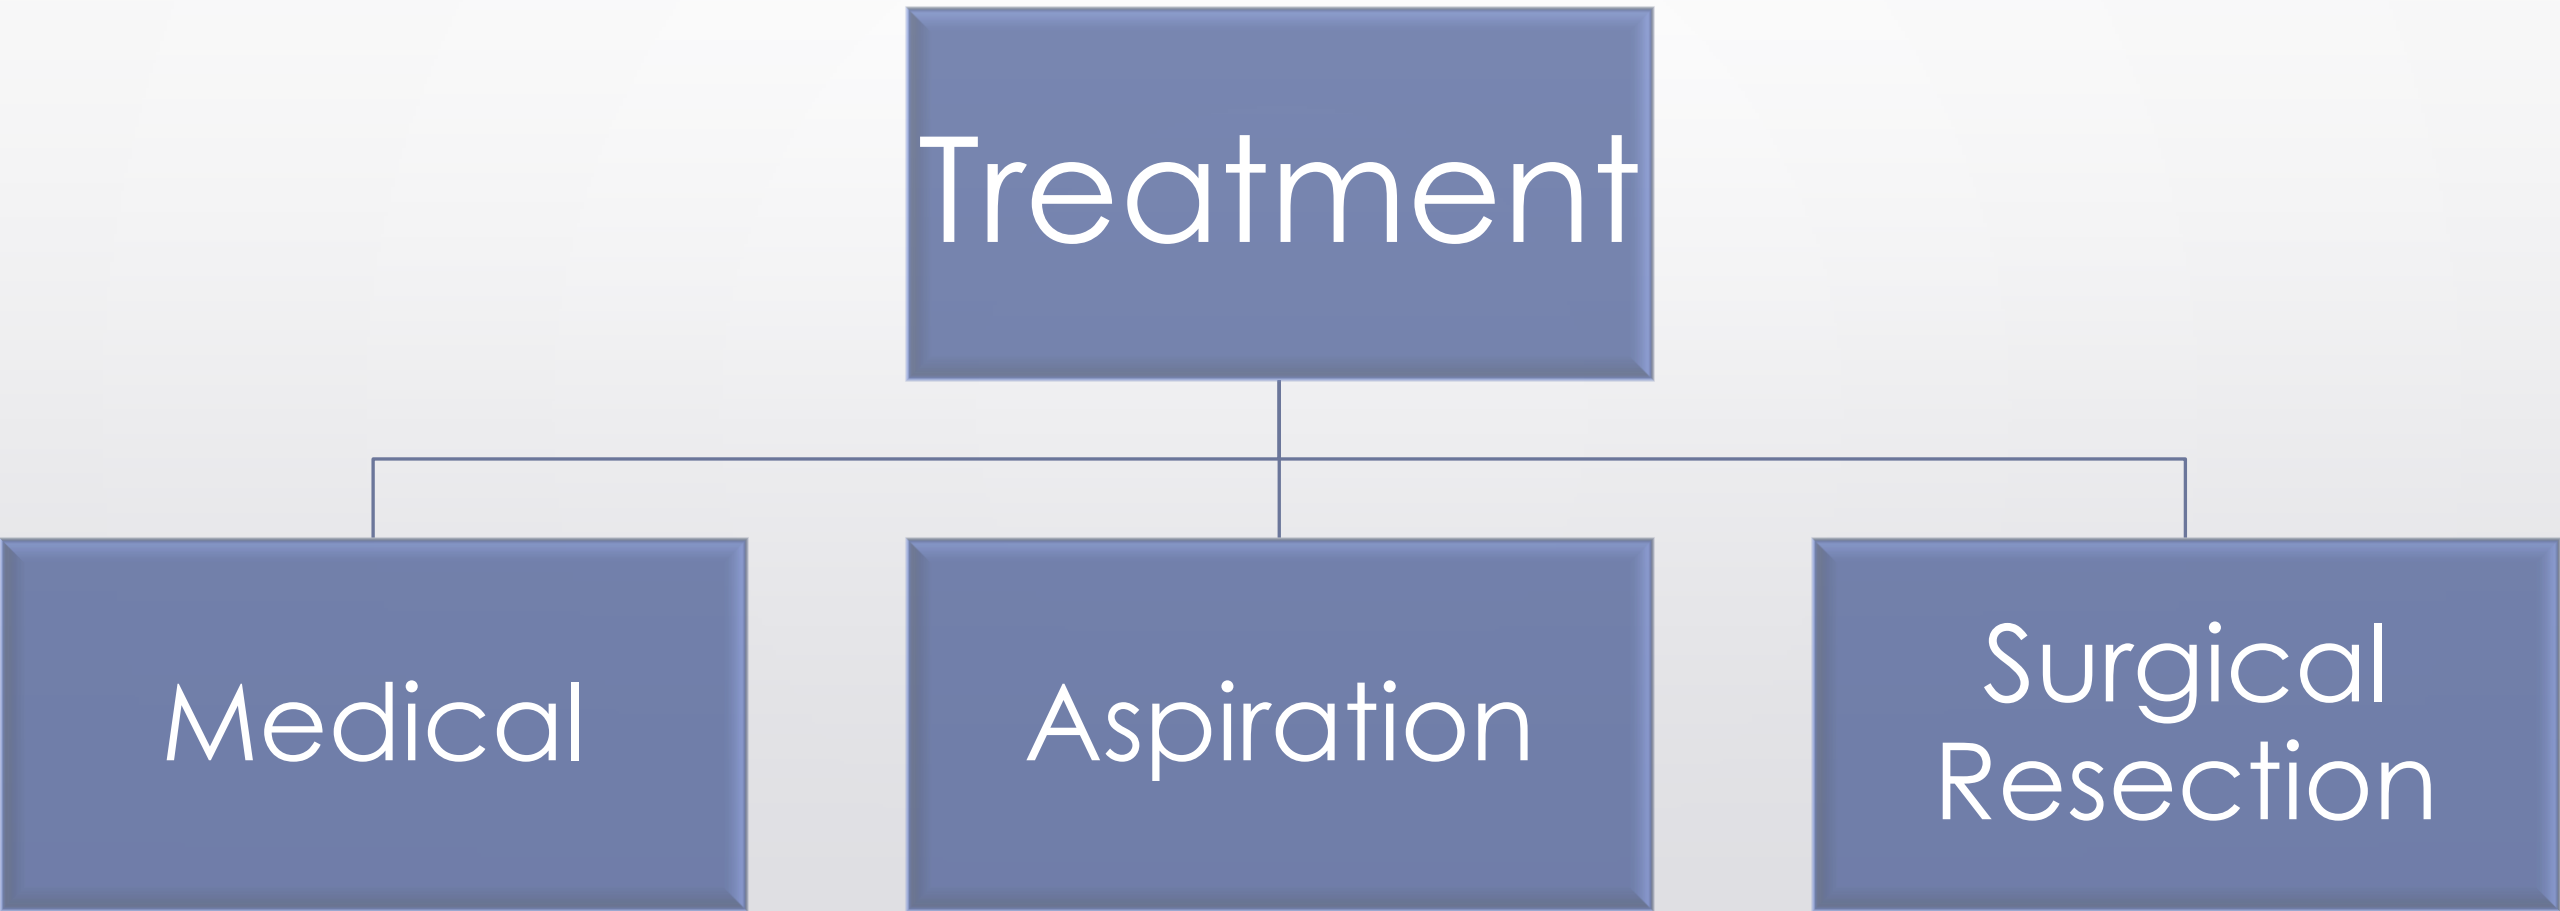 Treatment
Medical
Aspiration
Surgical
Resection